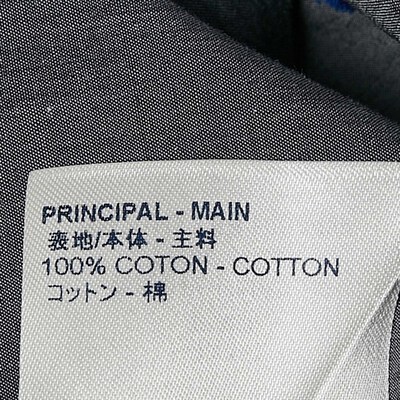 PRINCIPAL - MAIN
表地/本体 - 主料
100% COTON - COTTON
コットン - 棉